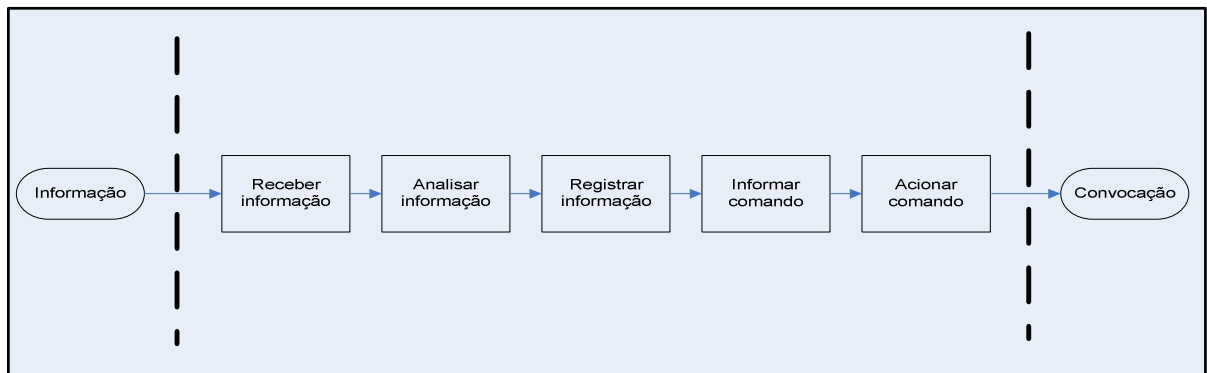 Informação
Receber
informação
Analisar
informação
Registrar
informação
Informar
comando
Acionar
comando
Convocação